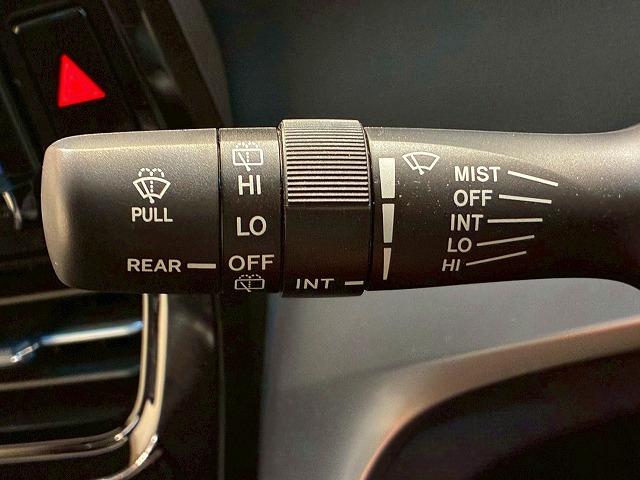 PULL
REAR
HI
LO
OFF
INT
MIST
OFF
INT
LO
HI